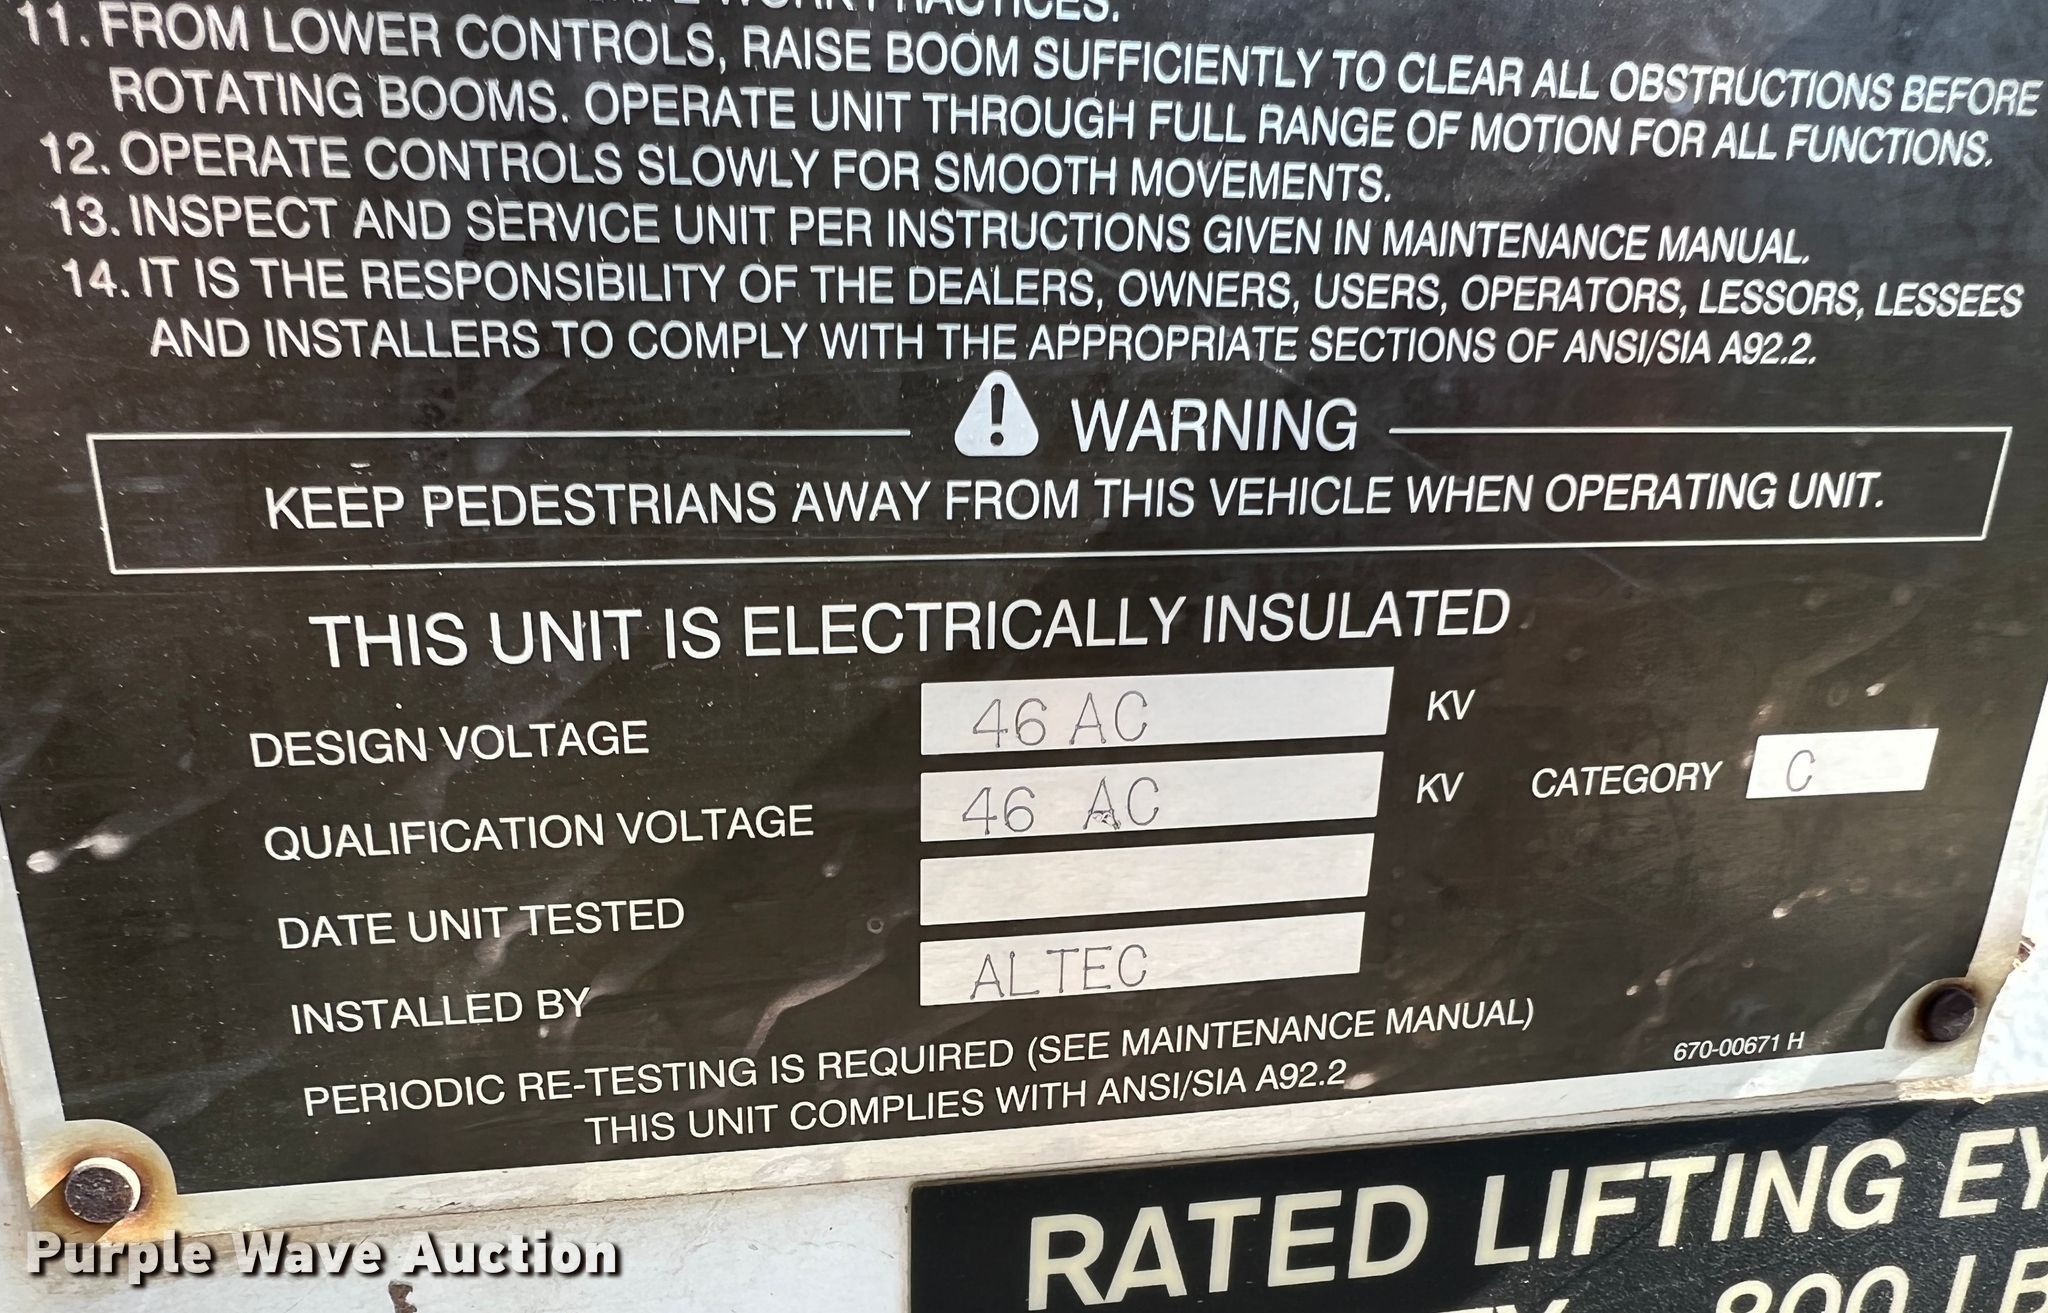 WORK PRACTICES.
11. FROM LOWER CONTROLS, RAISE BOOM SUFFICIENTLY TO CLEAR ALL OBSTRUCTIONS BEFORE
ROTATING BOOMS. OPERATE UNIT THROUGH FULL RANGE OF MOTION FOR ALL FUNCTIONS.
12. OPERATE CONTROLS SLOWLY FOR SMOOTH MOVEMENTS.
13. INSPECT AND SERVICE UNIT PER INSTRUCTIONS GIVEN IN MAINTENANCE MANUAL.
14. IT IS THE RESPONSIBILITY OF THE DEALERS, OWNERS, USERS, OPERATORS, LESSORS, LESSEES
AND INSTALLERS TO COMPLY WITH THE APPROPRIATE SECTIONS OF ANSI/SIA A92.2.
WARNING
KEEP PEDESTRIANS AWAY FROM THIS VEHICLE WHEN OPERATING UNIT.
THIS UNIT IS ELECTRICALLY INSULATED
DESIGN VOLTAGE 46 AC KV
QUALIFICATION VOLTAGE 46 AC KV CATEGORY C
DATE UNIT TESTED
INSTALLED BY ALTEC
PERIODIC RE-TESTING IS REQUIRED (SEE MAINTENANCE MANUAL)
THIS UNIT COMPLIES WITH ANSI/SIA A92.2
670-00671 H
RATED LIFTING EY
800 LB
Purple Wave Auction